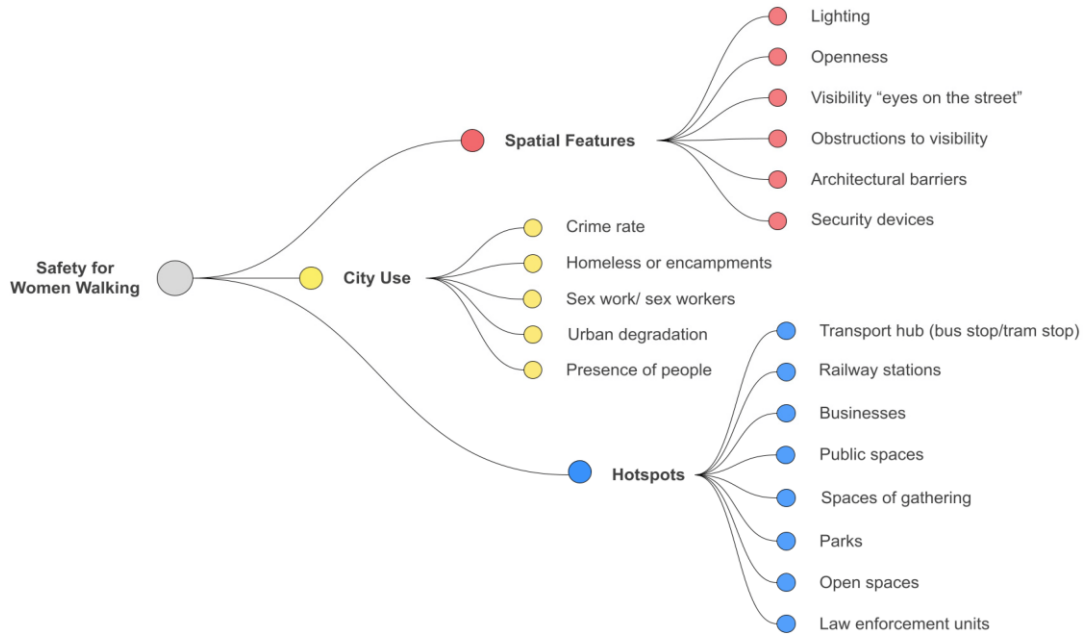 Safety for
Women Walking
Spatial Features
Lighting
Openness
Visibility “eyes on the street”
Obstructions to visibility
Architectural barriers
Security devices
City Use
Crime rate
Homeless or encampments
Sex work/ sex workers
Urban degradation
Presence of people
Hotspots
Transport hub (bus stop/tram stop)
Railway stations
Businesses
Public spaces
Spaces of gathering
Parks
Open spaces
Law enforcement units